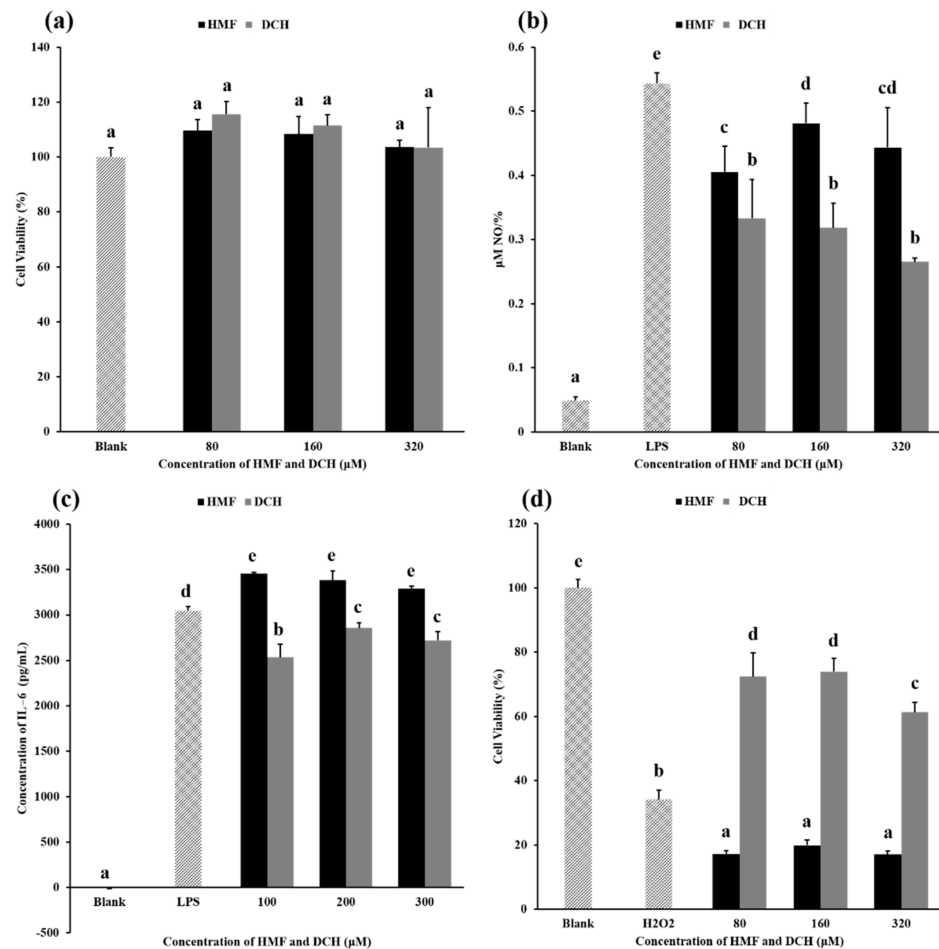 (a)
HMF DCH
140
120
100
80
60
40
20
0
Cell Viability (%)
a
a
a
a
a
a
a
Blank 80 160 320
Concentration of HMF and DCH (µM)
(b)
HMF DCH
0.6
0.5
0.4
0.3
0.2
0.1
0
µM NO/%
a
e
c
b
d
b
cd
b
Blank LPS 80 160 320
Concentration of HMF and DCH (µM)
(c)
HMF DCH
4000
3500
3000
2500
2000
1500
1000
500
0
-500
Concentration of IL-6 (pg/mL)
a
d
e
b
e
c
e
c
Blank LPS 100 200 300
Concentration of HMF and DCH (µM)
(d)
HMF DCH
120
100
80
60
40
20
0
Cell Viability (%)
e
b
a
d
a
d
a
c
Blank H2O2 80 160 320
Concentration of HMF and DCH (µM)